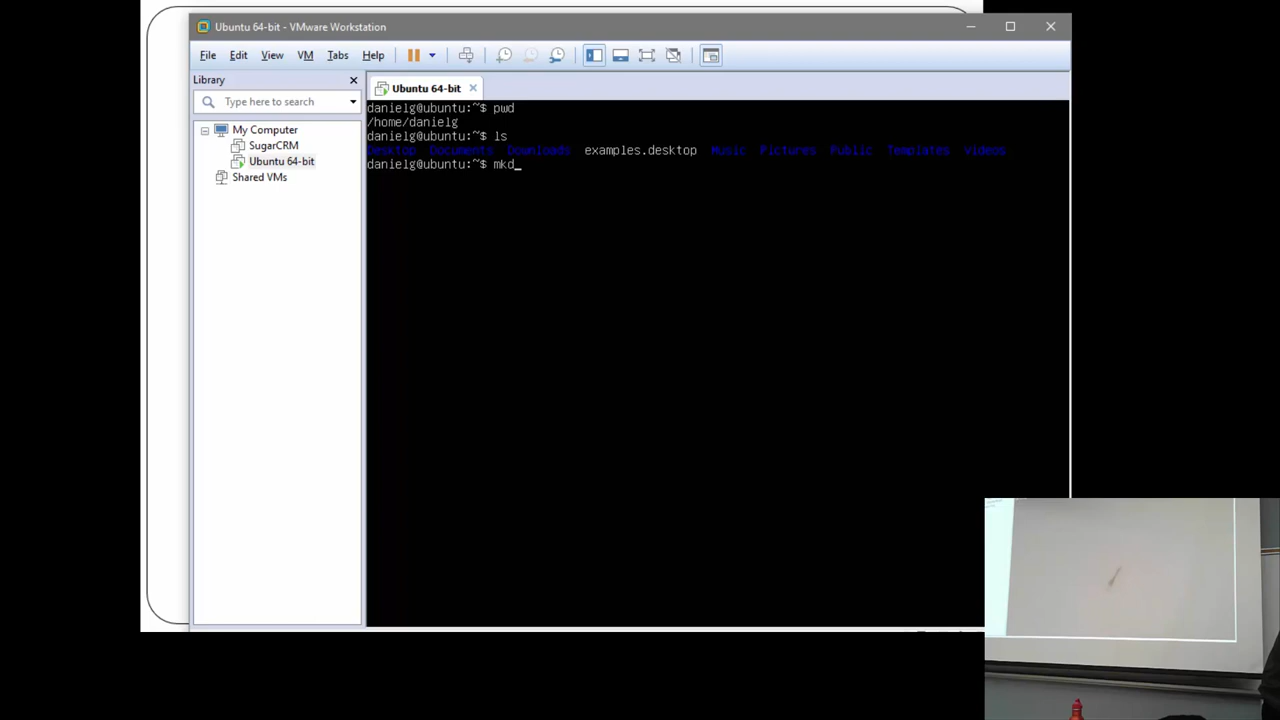 Ubuntu 64-bit - VMware Workstation
File Edit View VM Tabs Help
Library
Type here to search
My Computer
SugarCRM
Ubuntu 64-bit
Shared VMs
Ubuntu 64-bit
danielg@ubuntu:~$ pwd
/home/danielg
danielg@ubuntu:~$ ls
Desktop Documents Downloads examples.desktop Music Pictures Public Templates Videos
danielg@ubuntu:~$ mkd_